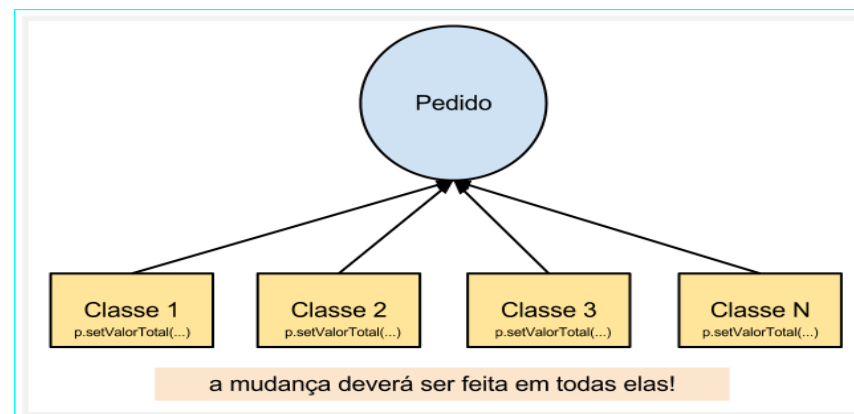 Pedido
Classe 1
p.setValorTotal(...)
Classe 2
p.setValorTotal(...)
Classe 3
p.setValorTotal(...)
Classe N
p.setValorTotal(...)
a mudança deverá ser feita em todas elas!